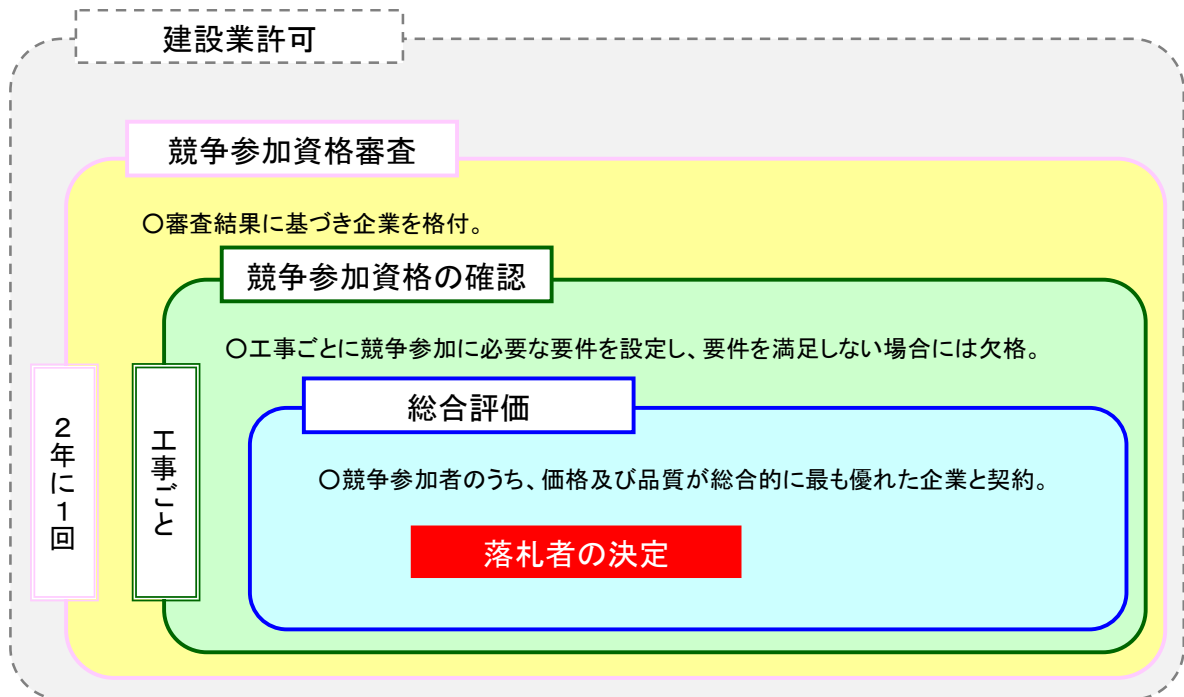 建設業許可
競争参加資格審査
○審査結果に基づき企業を格付。
競争参加資格の確認
○工事ごとに競争参加に必要な要件を設定し、要件を満足しない場合には欠格。
２年に１回
工事ごと
総合評価
○競争参加者のうち、価格及び品質が総合的に最も優れた企業と契約。
落札者の決定